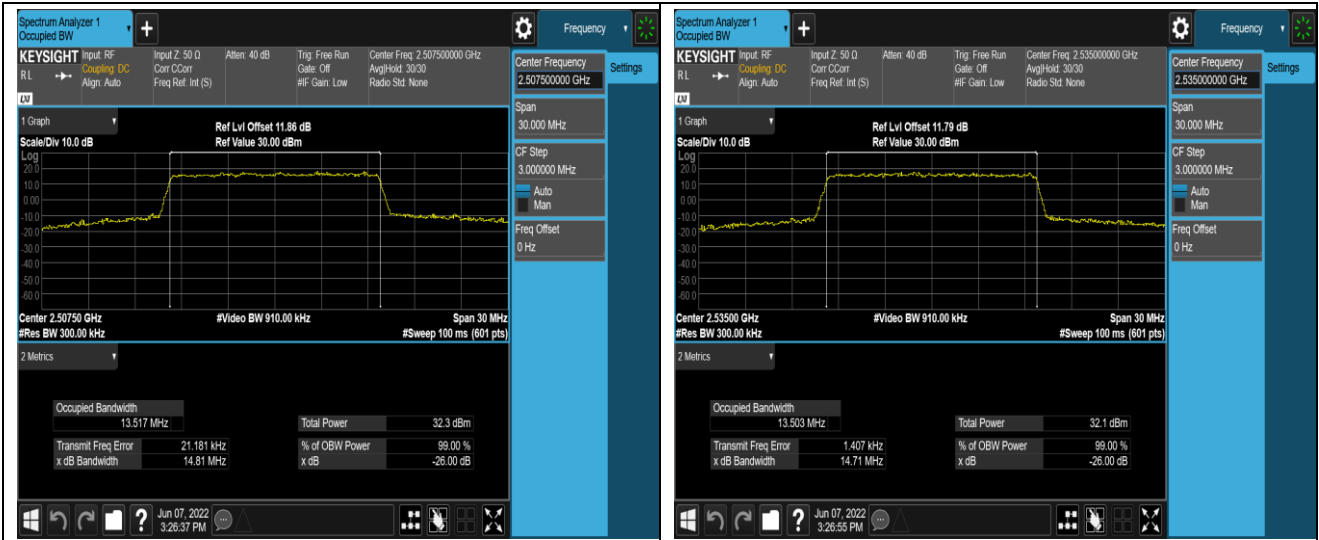 Spectrum Analyzer 1
Occupied BW
+
Frequency
KEYSIGHT
Input: RF
Coupling: DC
Align: Auto
Input Z: 50 Ω
Corr CCorr
Freq Ref: Int (S)
Atten: 40 dB
Trig: Free Run
Gate: Off
#IF Gain: Low
Center Freq: 2.507500000 GHz
Avg|Hold: 30/30
Radio Std: None
RL
LXI
Center Frequency
2.507500000 GHz
Settings
Span
30.000 MHz
CF Step
3.000000 MHz
Auto
Man
Freq Offset
0 Hz
1 Graph
Ref Lvl Offset 11.86 dB
Scale/Div 10.0 dB
Ref Value 30.00 dBm
Log
20.0
10.0
0.00
-10.0
-20.0
-30.0
-40.0
-50.0
-60.0
Center 2.50750 GHz
#Video BW 910.00 kHz
Span 30 MHz
#Res BW 300.00 kHz
#Sweep 100 ms (601 pts)
2 Metrics
Occupied Bandwidth
13.517 MHz
Total Power 32.3 dBm
Transmit Freq Error 21.181 kHz
% of OBW Power 99.00 %
x dB Bandwidth 14.81 MHz
x dB -26.00 dB
?
Jun 07, 2022
3:26:37 PM
Spectrum Analyzer 1
Occupied BW
+
Frequency
KEYSIGHT
Input: RF
Coupling: DC
Align: Auto
Input Z: 50 Ω
Corr CCorr
Freq Ref: Int (S)
Atten: 40 dB
Trig: Free Run
Gate: Off
#IF Gain: Low
Center Freq: 2.535000000 GHz
Avg|Hold: 30/30
Radio Std: None
RL
LXI
Center Frequency
2.535000000 GHz
Settings
Span
30.000 MHz
CF Step
3.000000 MHz
Auto
Man
Freq Offset
0 Hz
1 Graph
Ref Lvl Offset 11.79 dB
Scale/Div 10.0 dB
Ref Value 30.00 dBm
Log
20.0
10.0
0.00
-10.0
-20.0
-30.0
-40.0
-50.0
-60.0
Center 2.53500 GHz
#Video BW 910.00 kHz
Span 30 MHz
#Res BW 300.00 kHz
#Sweep 100 ms (601 pts)
2 Metrics
Occupied Bandwidth
13.503 MHz
Total Power 32.1 dBm
Transmit Freq Error 1.407 kHz
% of OBW Power 99.00 %
x dB Bandwidth 14.71 MHz
x dB -26.00 dB
?
Jun 07, 2022
3:26:55 PM